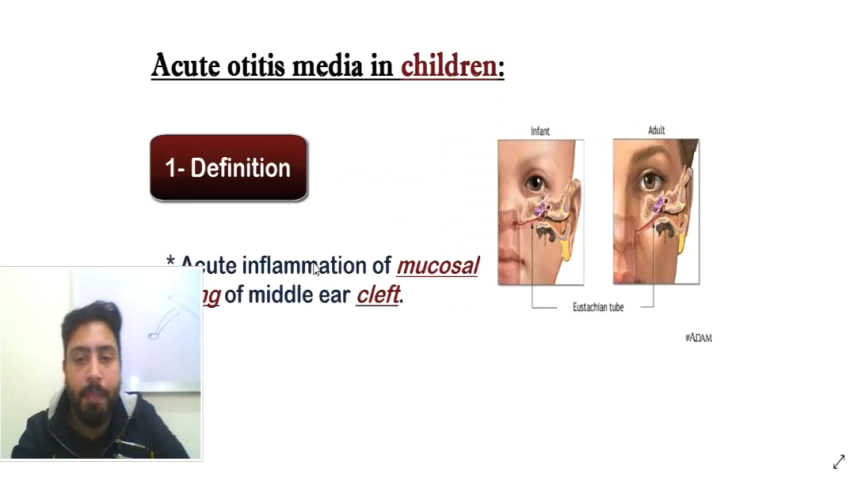 Acute otitis media in children:
Infant
Adult
1- Definition
* Acute inflammation of mucosal
of middle ear cleft.
Eustachian tube
#ADAM